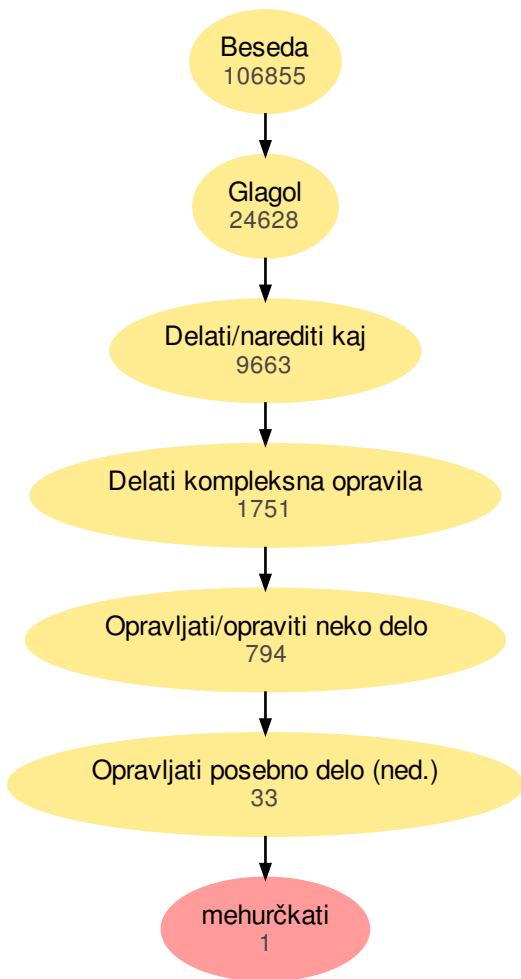 Beseda
106855
Glagol
24628
Delati/narediti kaj
9663
Delati kompleksna opravila
1751
Opravljati/opraviti neko delo
794
Opravljati posebno delo (ned.)
33
mehurčkati
1